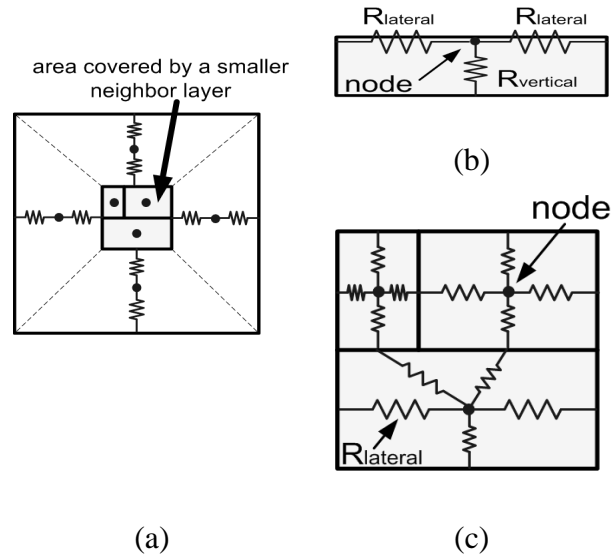 area covered by a smaller
neighbor layer
(a)
Rlateral Rlateral
node
Rvertical
(b)
node
Rlateral
(c)